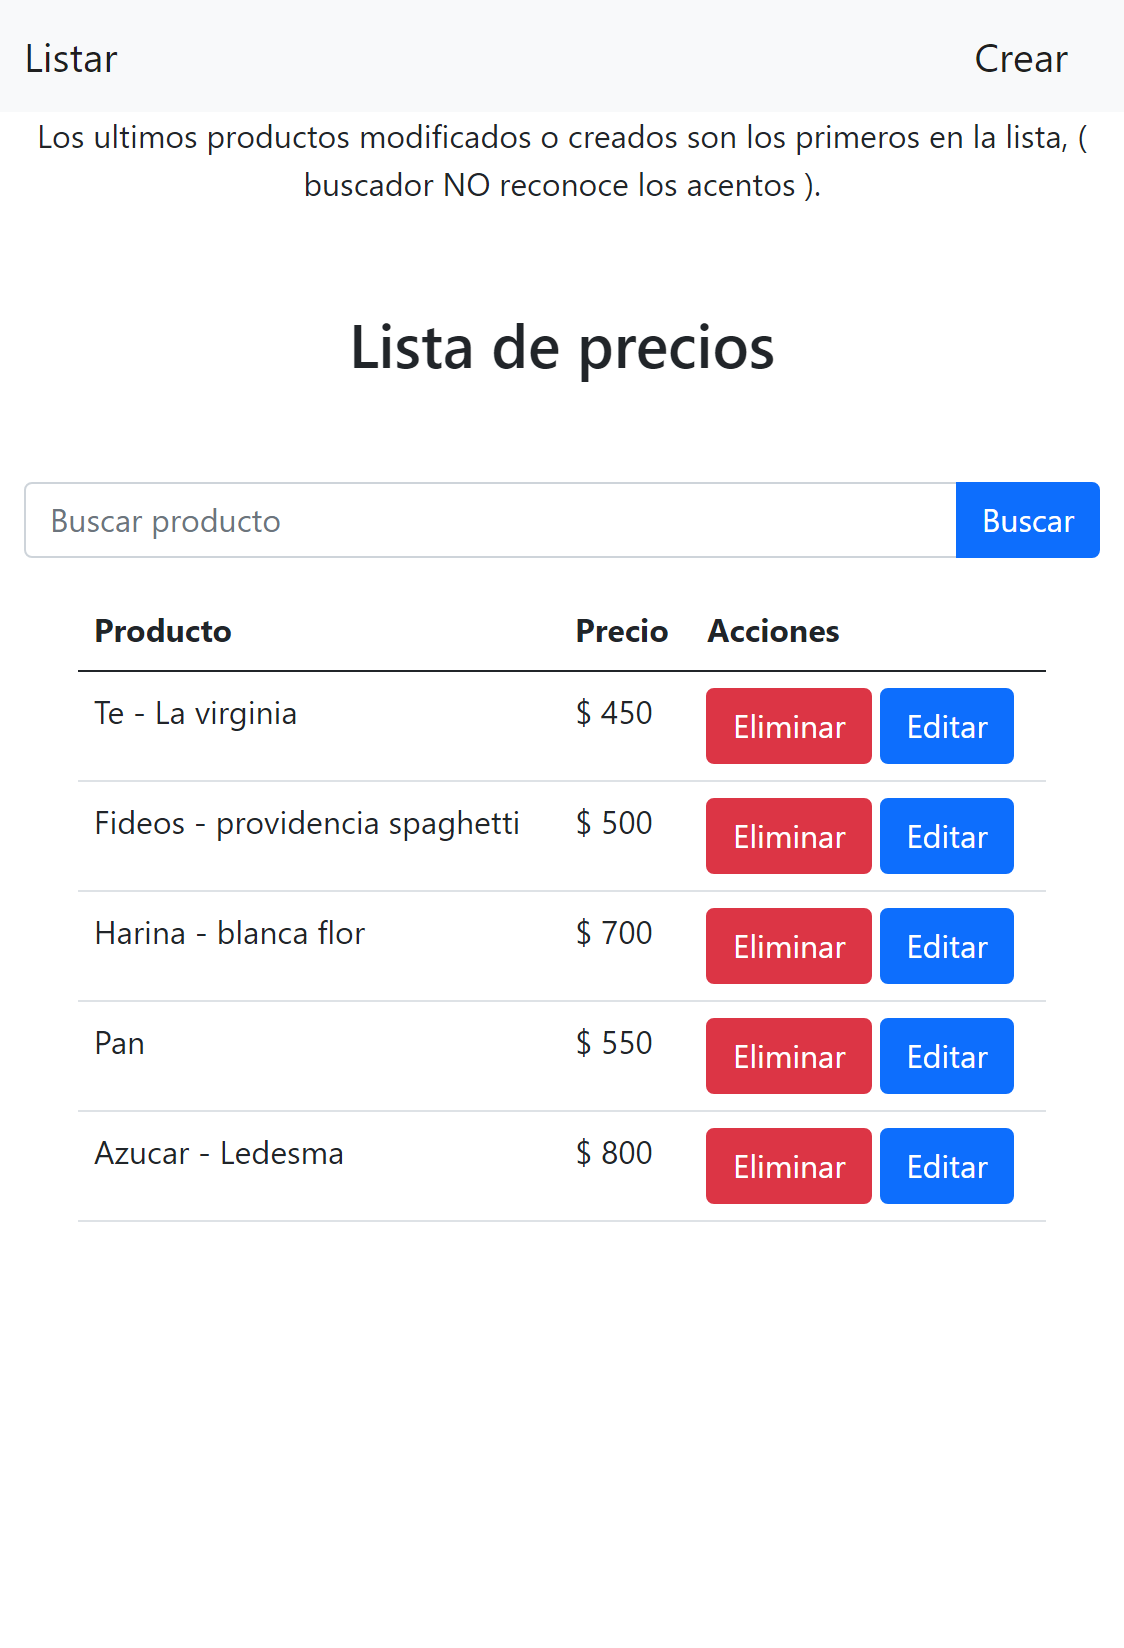 Listar Crear
Los ultimos productos modificados o creados son los primeros en la lista, (
buscador NO reconoce los acentos ).
Lista de precios
Buscar producto Buscar
Producto Precio Acciones
Te - La virginia $ 450 Eliminar Editar
Fideos - providencia spaghetti $ 500 Eliminar Editar
Harina - blanca flor $ 700 Eliminar Editar
Pan $ 550 Eliminar Editar
Azucar - Ledesma $ 800 Eliminar Editar